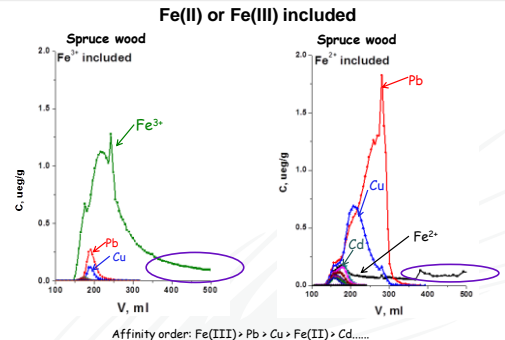 Fe(II) or Fe(III) included
Spruce wood
Fe³⁺ included
2.0
1.5
1.0
0.5
0.0
C, ueg/g
Fe3+
Pb
Cu
100 200 300 400 500
V, ml
Spruce wood
Fe²⁺ included
2.0
1.5
1.0
0.5
0.0
C, ueg/g
Pb
Cu
Cd
Fe2+
100 200 300 400 500
V, ml
Affinity order: Fe(III) > Pb > Cu > Fe(II) > Cd......